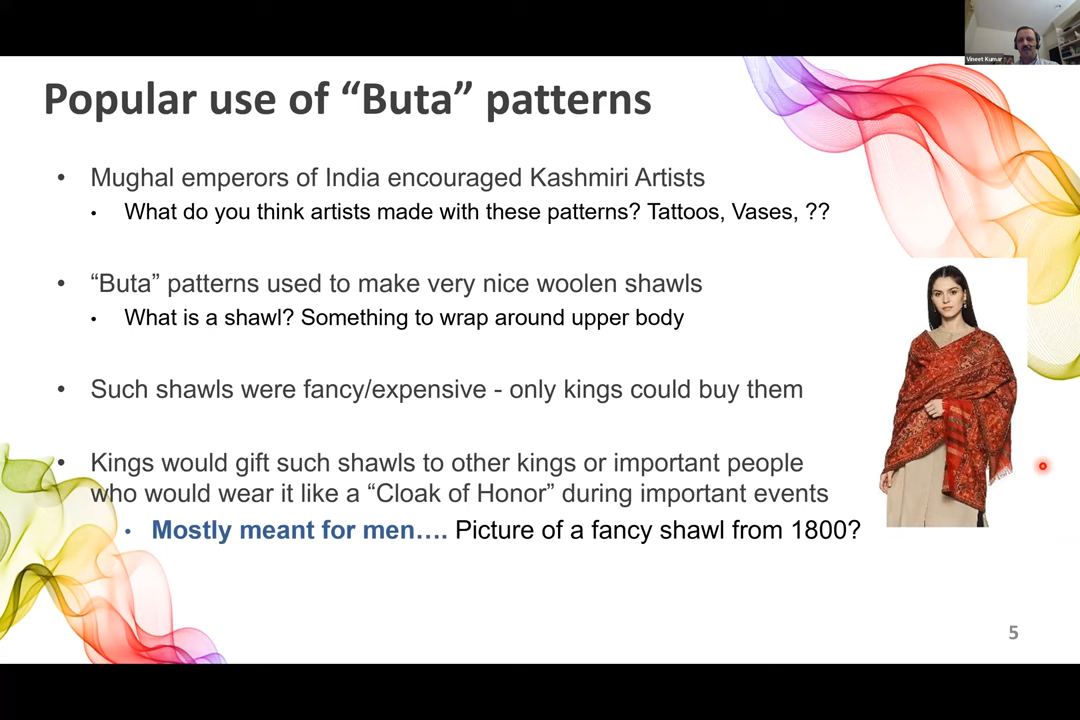 Vineet Kumar
Popular use of “Buta” patterns
• Mughal emperors of India encouraged Kashmiri Artists
• What do you think artists made with these patterns? Tattoos, Vases, ??
• “Buta” patterns used to make very nice woolen shawls
• What is a shawl? Something to wrap around upper body
• Such shawls were fancy/expensive - only kings could buy them
• Kings would gift such shawls to other kings or important people
who would wear it like a “Cloak of Honor” during important events
• Mostly meant for men…. Picture of a fancy shawl from 1800?
5